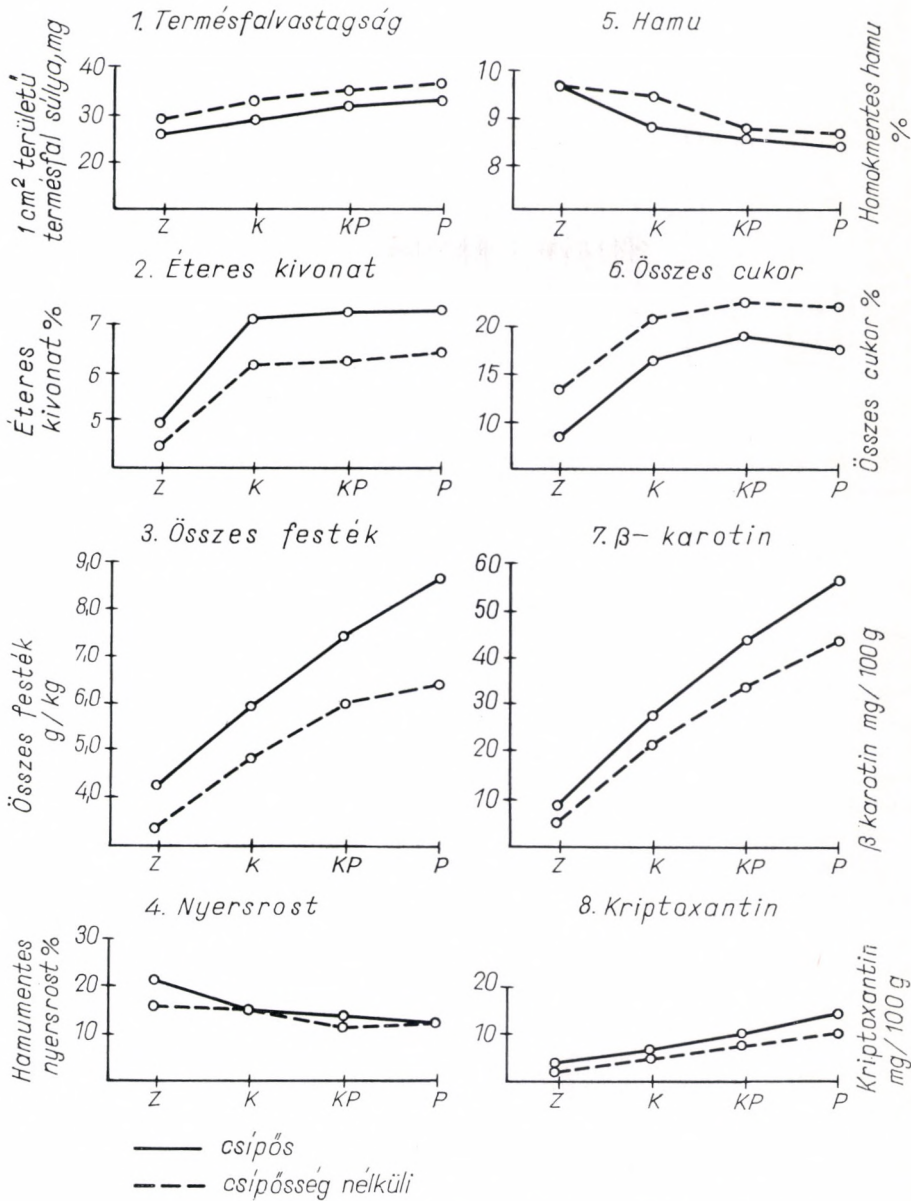 1. Termésfalvastagság
1 cm² területű
termésfal súlya, mg
40
30
20
Z K KP P
5. Hamu
10
9
8
Homokmentes hamu
%
Z K KP P
2. Éteres kivonat
Éteres
kivonat %
7
6
5
Z K KP P
6. Összes cukor
20
15
10
Összes cukor %
Z K KP P
3. Összes festék
Összes festék
g/kg
9,0
8,0
7,0
6,0
5,0
4,0
Z K KP P
7. β- karotin
60
50
40
30
20
10
β karotin mg/100g
Z K KP P
4. Nyersrost
Hamumentes
nyersrost %
30
20
10
Z K KP P
8. Kriptoxantin
20
10
Kriptoxantin
mg/100 g
Z K KP P
csípős
csípősség nélküli